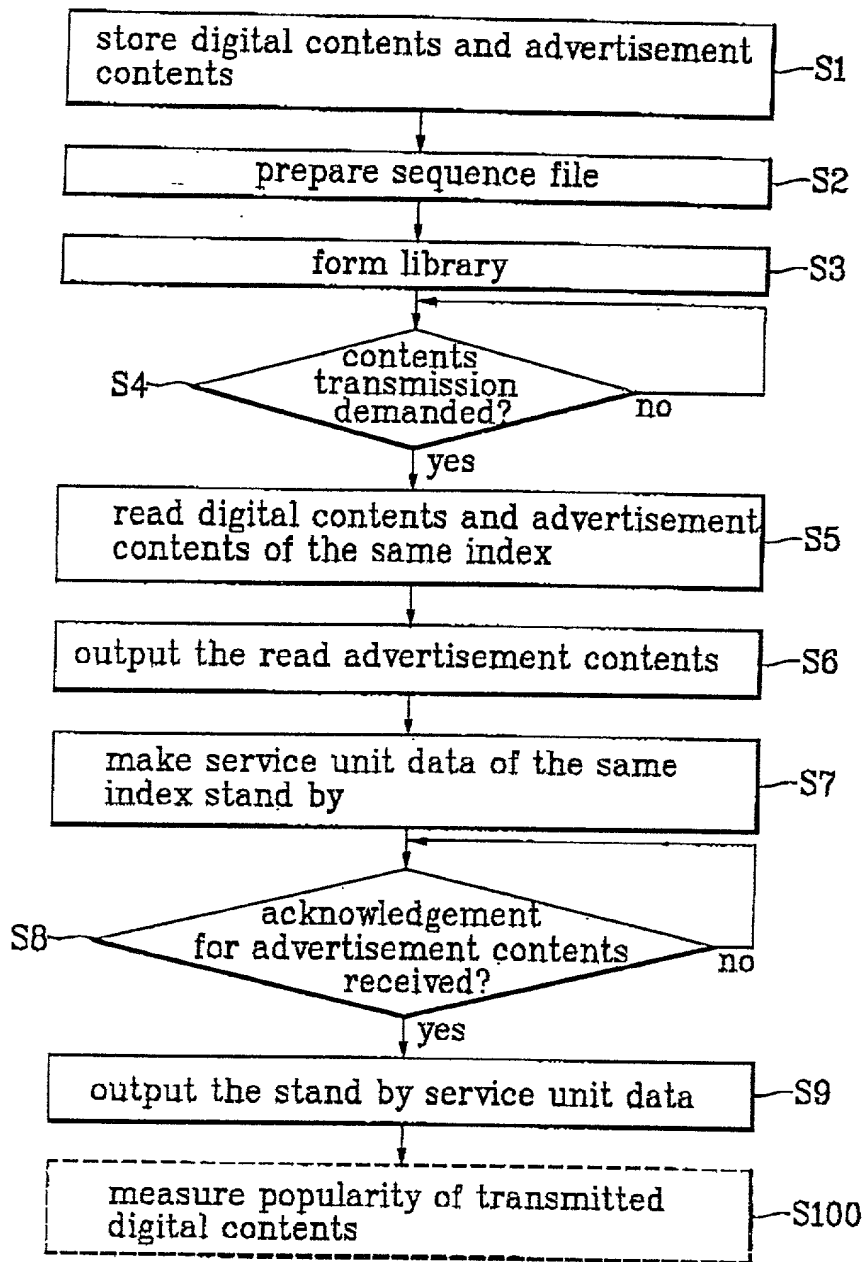 store digital contents and advertisement
contents
S1
prepare sequence file
S2
form library
S3
contents
transmission
demanded?
S4
no
yes
read digital contents and advertisement
contents of the same index
S5
output the read advertisement contents
S6
make service unit data of the same
index stand by
S7
acknowledgement
for advertisement contents
received?
S8
no
yes
output the stand by service unit data
S9
measure popularity of transmitted
digital contents
S100